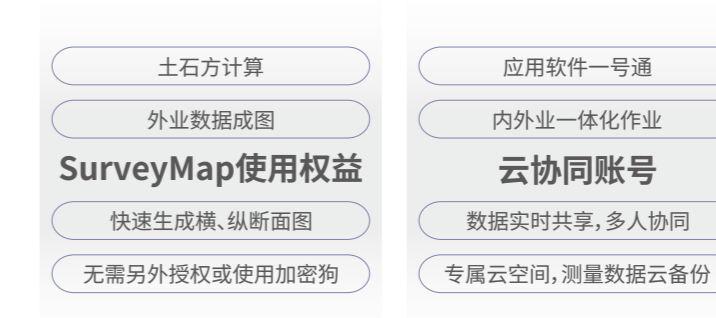 土石方计算
外业数据成图
SurveyMap使用权益
快速生成横、纵断面图
无需另外授权或使用加密狗
应用软件一号通
内外业一体化作业
云协同账号
数据实时共享，多人协同
专属云空间，测量数据云备份